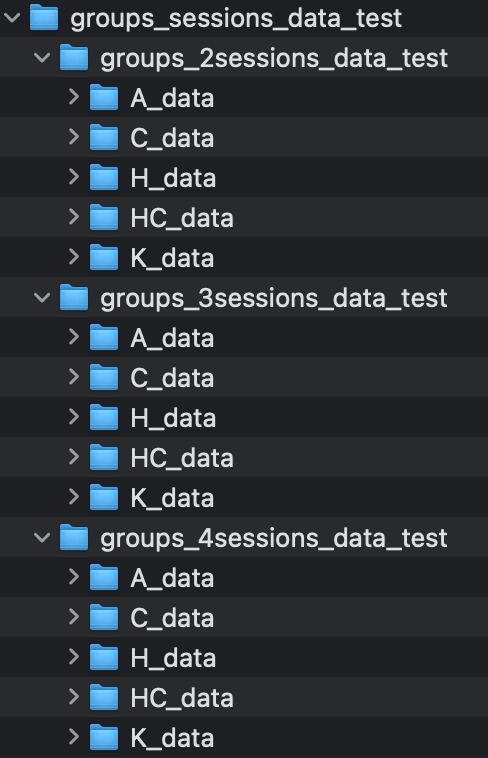 groups_sessions_data_test
groups_2sessions_data_test
A_data
C_data
H_data
HC_data
K_data
groups_3sessions_data_test
A_data
C_data
H_data
HC_data
K_data
groups_4sessions_data_test
A_data
C_data
H_data
HC_data
K_data